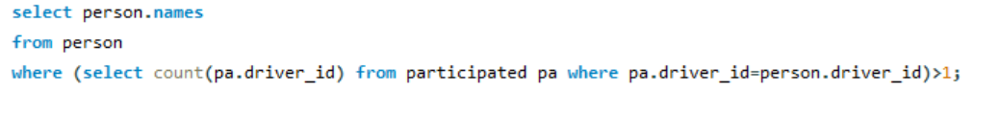 select person.names
from person
where (select count(pa.driver_id) from participated pa where pa.driver_id=person.driver_id)>1;